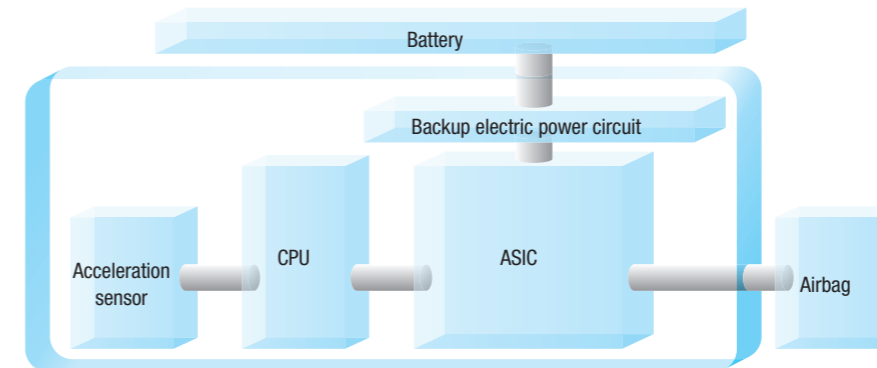 Battery
Backup electric power circuit
Acceleration
sensor
CPU
ASIC
Airbag